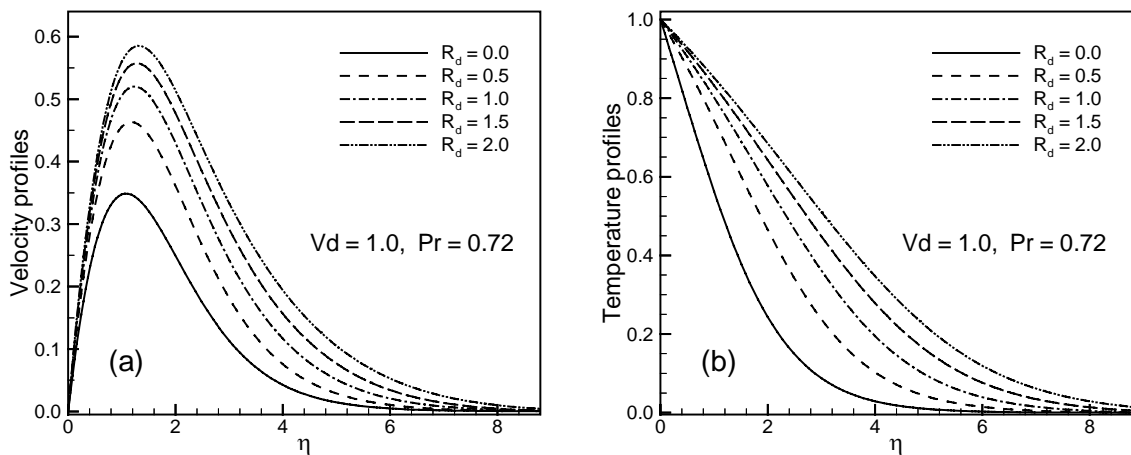 Velocity profiles
0.6
0.5
0.4
0.3
0.2
0.1
0.0
0
2
4
6
8
η
R_d = 0.0
R_d = 0.5
R_d = 1.0
R_d = 1.5
R_d = 2.0
Vd = 1.0, Pr = 0.72
(a)
Temperature profiles
1.0
0.8
0.6
0.4
0.2
0.0
0
2
4
6
8
η
R_d = 0.0
R_d = 0.5
R_d = 1.0
R_d = 1.5
R_d = 2.0
Vd = 1.0, Pr = 0.72
(b)